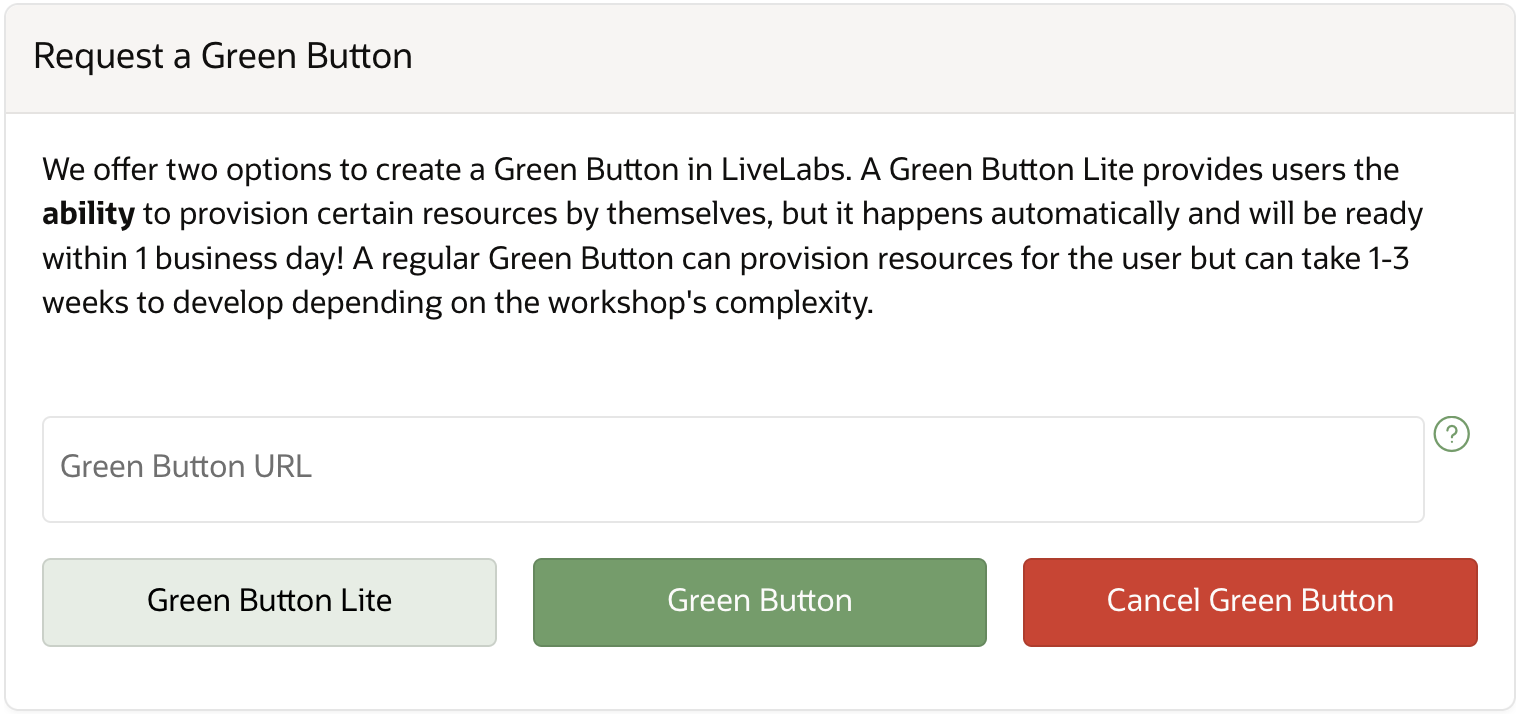 Request a Green Button
We offer two options to create a Green Button in LiveLabs. A Green Button Lite provides users the
ability to provision certain resources by themselves, but it happens automatically and will be ready
within 1 business day! A regular Green Button can provision resources for the user but can take 1-3
weeks to develop depending on the workshop's complexity.
Green Button URL
?
Green Button Lite
Green Button
Cancel Green Button